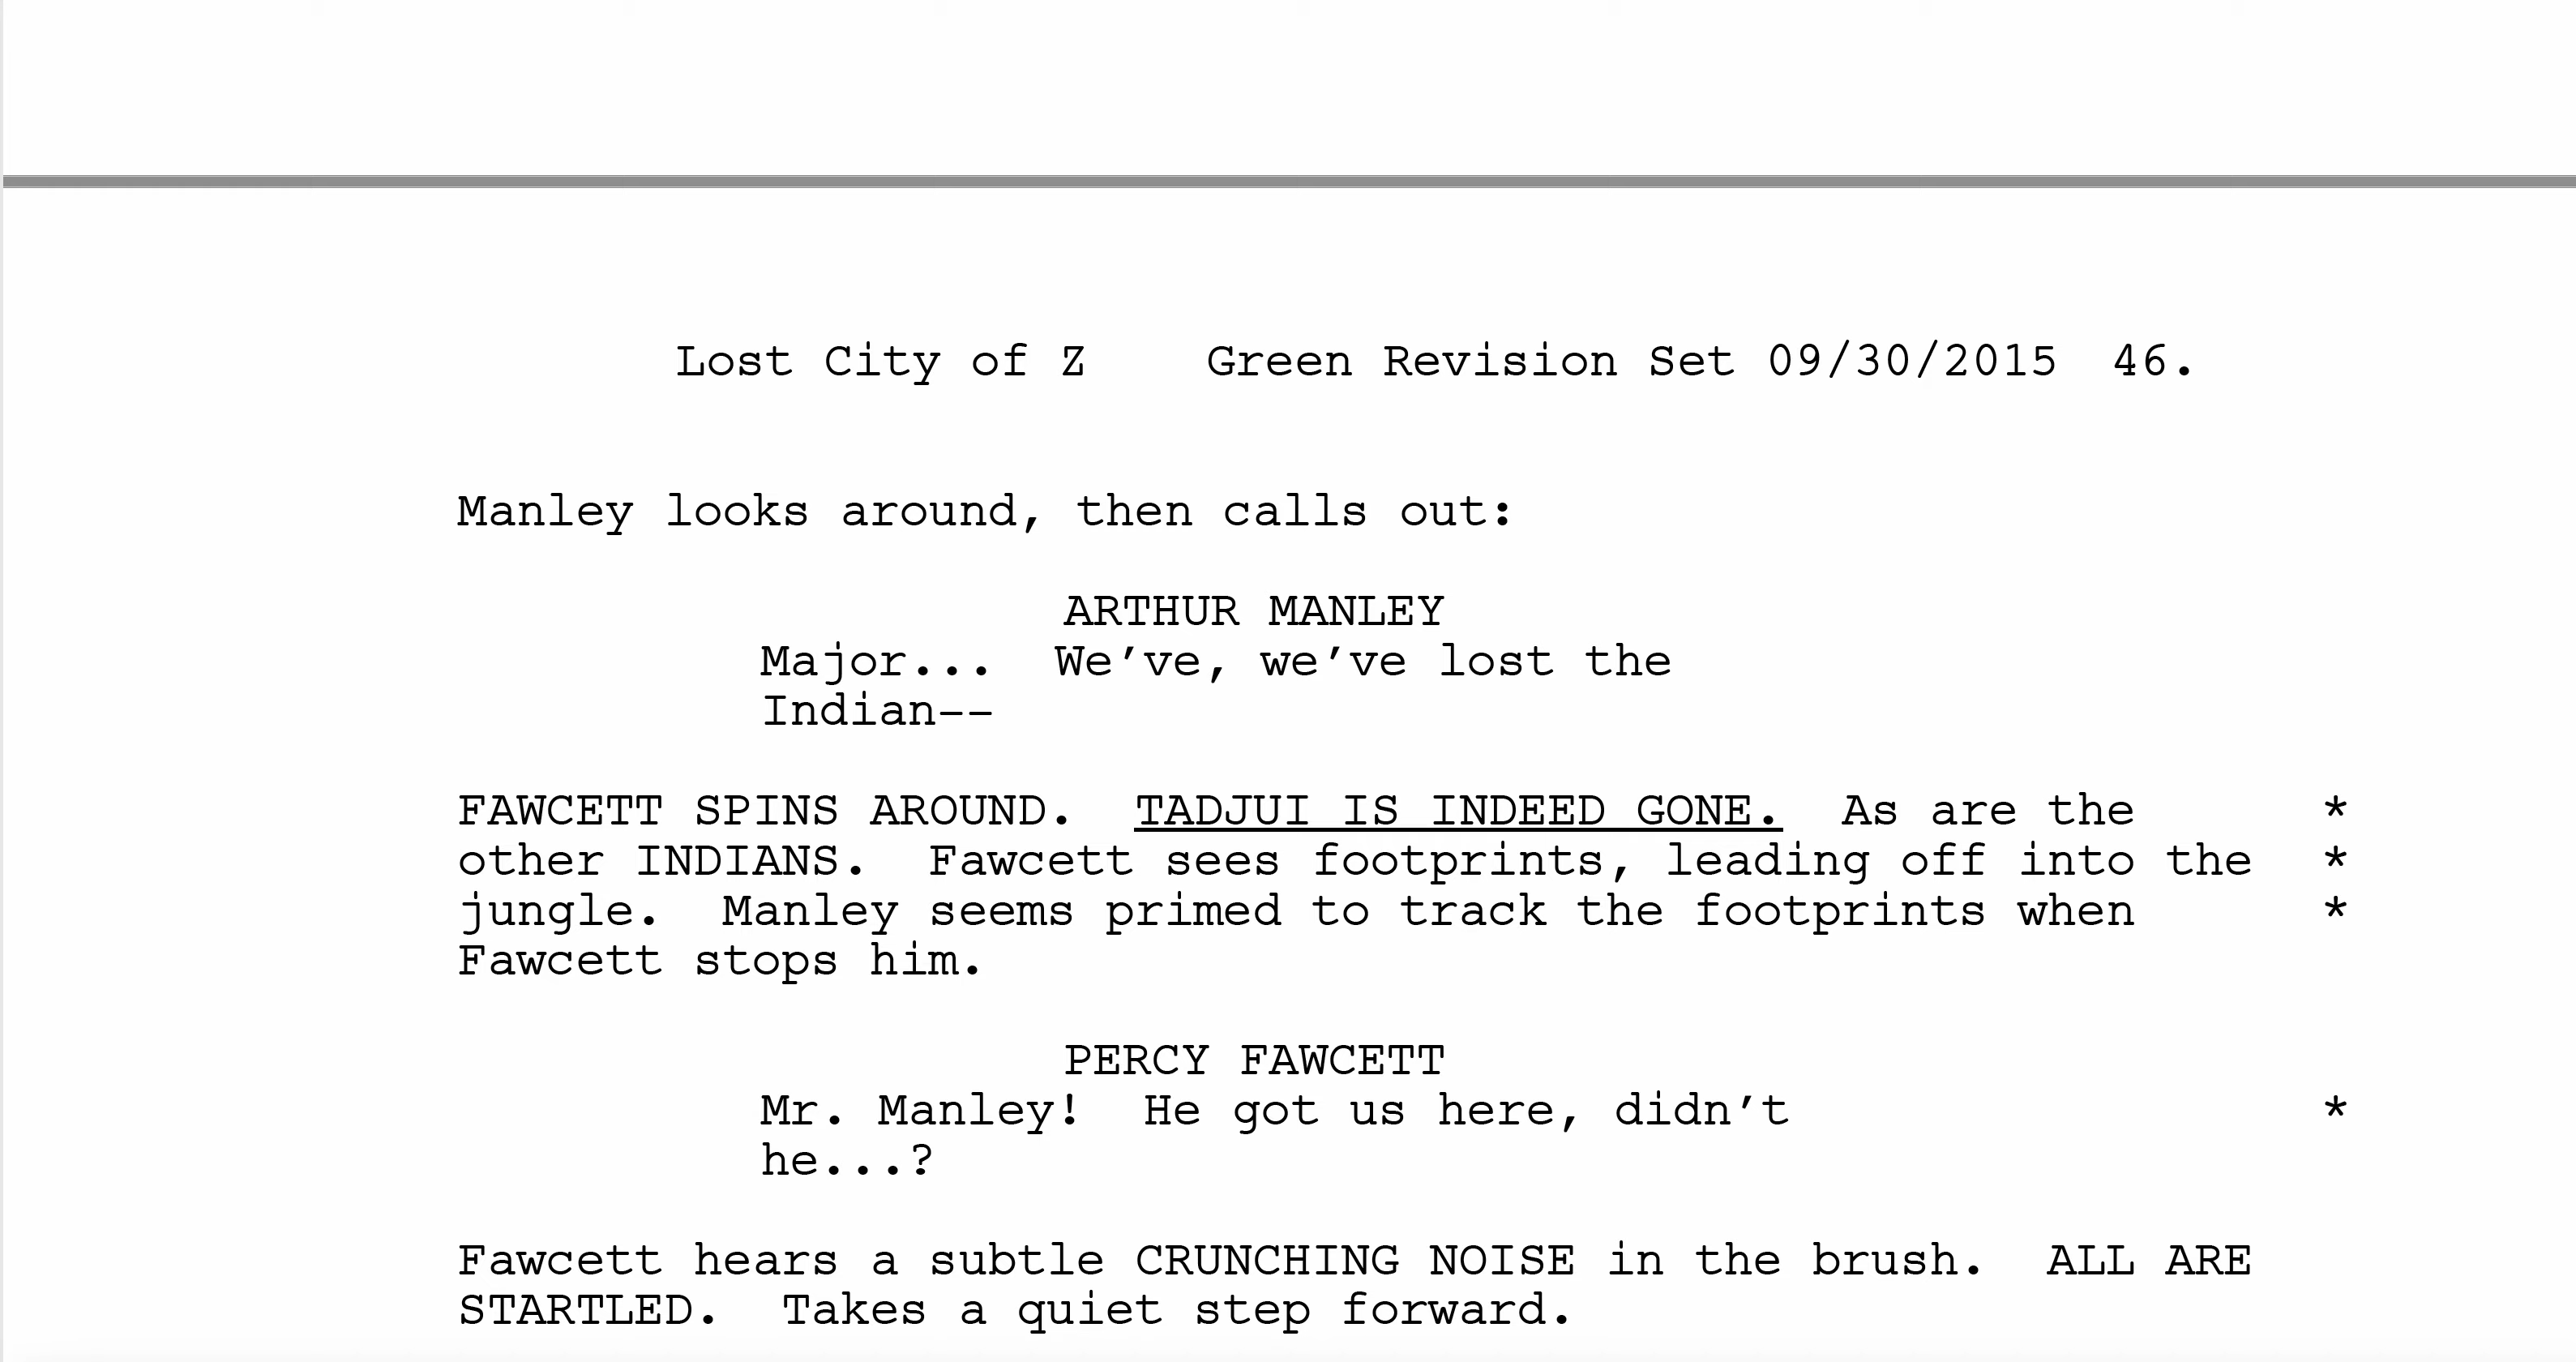 Lost City of Z    Green Revision Set 09/30/2015  46.
Manley looks around, then calls out:
ARTHUR MANLEY
Major...  We’ve, we’ve lost the
Indian--
FAWCETT SPINS AROUND.  TADJUI IS INDEED GONE.  As are the *
other INDIANS.  Fawcett sees footprints, leading off into the *
jungle.  Manley seems primed to track the footprints when *
Fawcett stops him.
PERCY FAWCETT
Mr. Manley!  He got us here, didn’t *
he...?
Fawcett hears a subtle CRUNCHING NOISE in the brush.  ALL ARE
STARTLED.  Takes a quiet step forward.